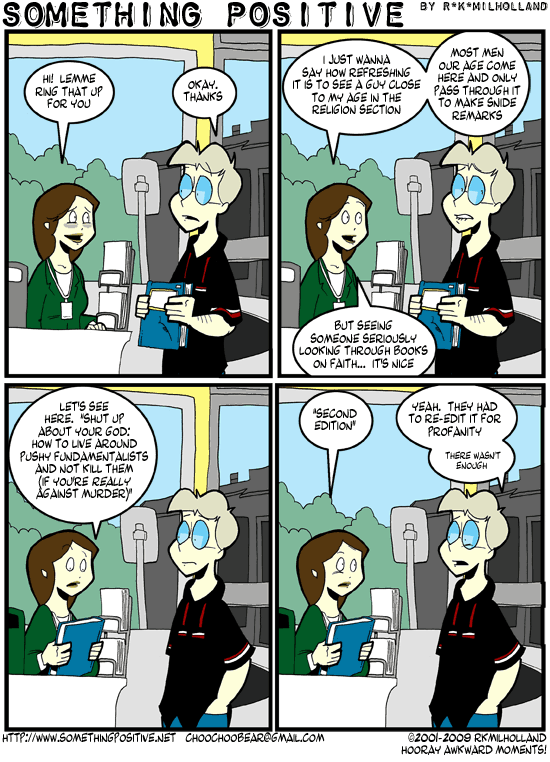 SOMETHING POSITIVE BY R*K*MILHOLLAND
HI! LEMME
RING THAT UP
FOR YOU
OKAY.
THANKS
I JUST WANNA
SAY HOW REFRESHING
IT IS TO SEE A GUY CLOSE
TO MY AGE IN THE
RELIGION SECTION
MOST MEN
OUR AGE COME
HERE AND ONLY
PASS THROUGH IT
TO MAKE SNIDE
REMARKS
BUT SEEING
SOMEONE SERIOUSLY
LOOKING THROUGH BOOKS
ON FAITH... IT'S NICE
LET'S SEE
HERE. "SHUT UP
ABOUT YOUR GOD:
HOW TO LIVE AROUND
PUSHY FUNDAMENTALISTS
AND NOT KILL THEM
(IF YOU'RE REALLY
AGAINST MURDER)"
"SECOND
EDITION"
YEAH. THEY HAD
TO RE-EDIT IT FOR
PROFANITY
THERE WASN'T
ENOUGH
HTTP://WWW.SOMETHINGPOSITIVE.NET CHOOCHOOBEAR@GMAIL.COM
©2001-2009 RKMILHOLLAND
HOORAY AWKWARD MOMENTS!